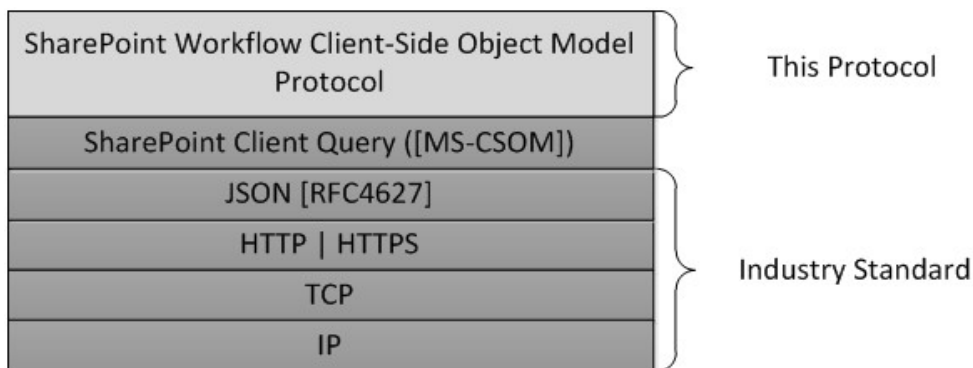 SharePoint Workflow Client-Side Object Model
Protocol
This Protocol
SharePoint Client Query ([MS-CSOM])
JSON [RFC4627]
HTTP | HTTPS
Industry Standard
TCP
IP